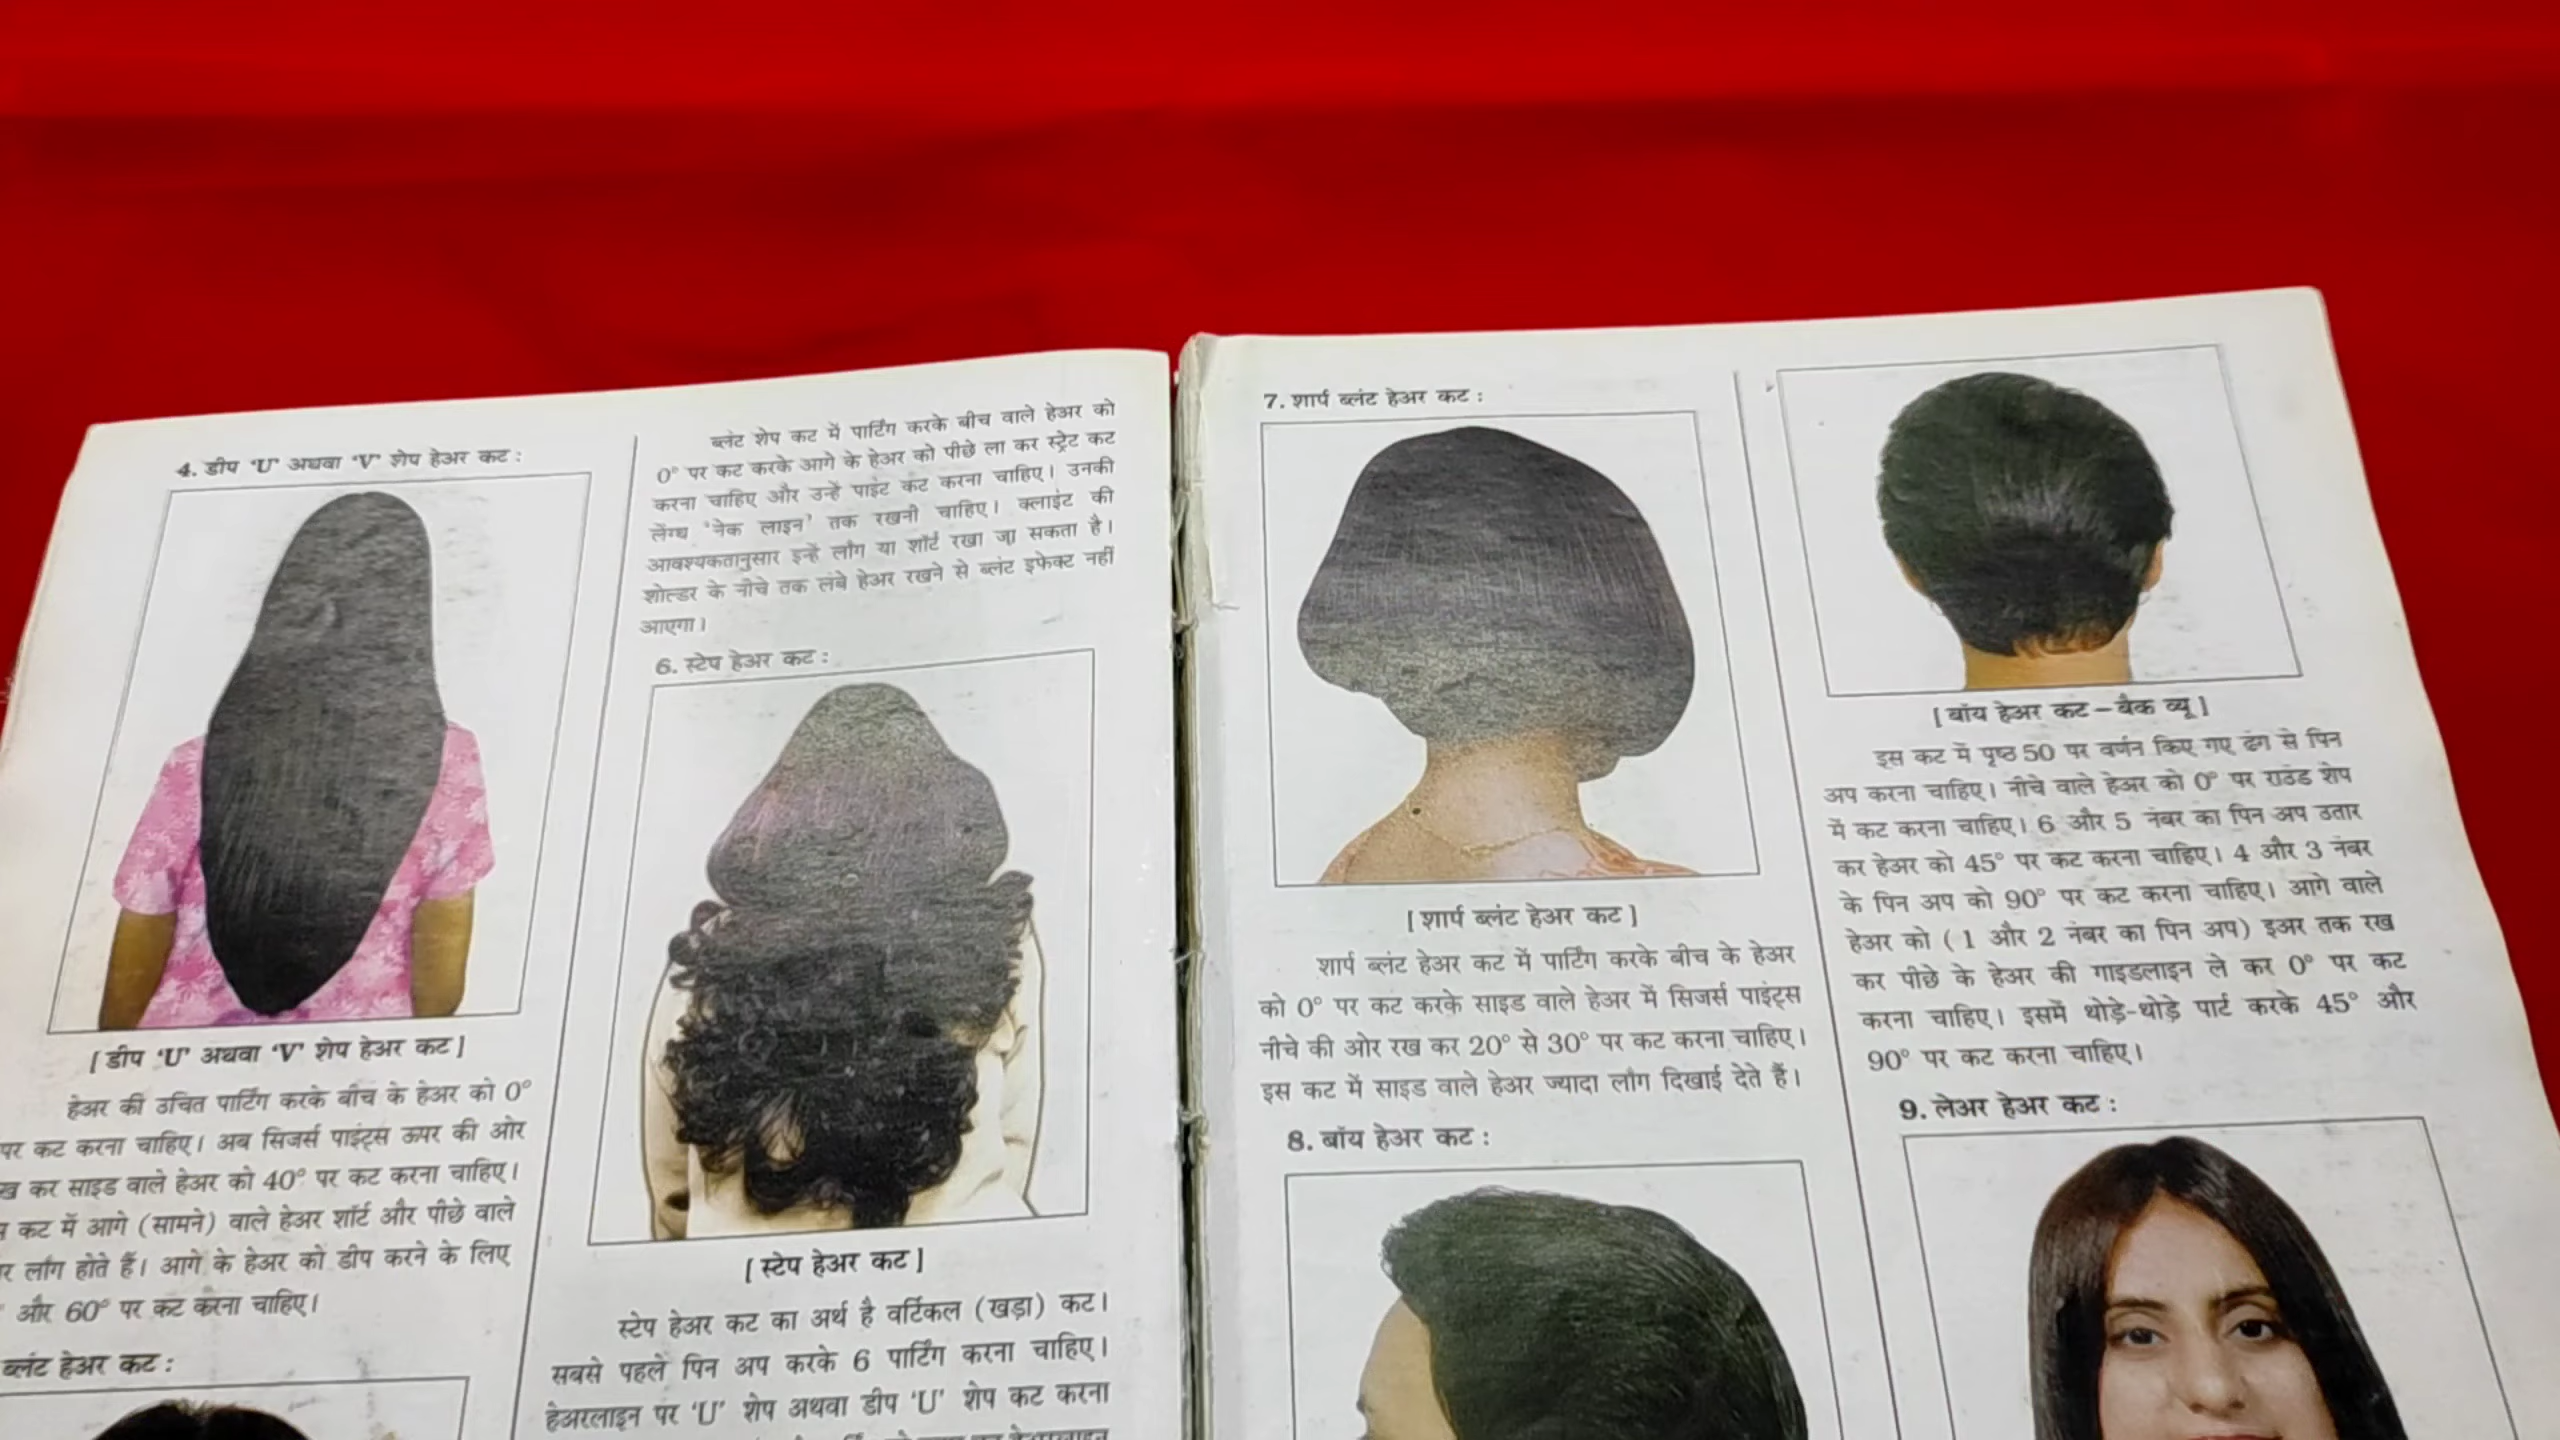 4. डीप 'U' अथवा 'V' शेप हेअर कट :
[ डीप 'U' अथवा 'V' शेप हेअर कट ]
हेअर की उचित पार्टिंग करके बीच के हेअर को 0°
पर कट करना चाहिए। अब सिजर्स पाइंट्स ऊपर की ओर
कर साइड वाले हेअर को 40° पर कट करना चाहिए।
कट में आगे (सामने) वाले हेअर शॉर्ट और पीछे वाले
लाँग होते हैं। आगे के हेअर को डीप करने के लिए
और 60° पर कट करना चाहिए।
ब्लंट हेअर कट :
ब्लंट शेप कट में पार्टिंग करके बीच वाले हेअर को
0° पर कट करके आगे के हेअर को पीछे ला कर स्ट्रेट कट
करना चाहिए और उन्हें पाइंट कट करना चाहिए। उनकी
लेंग्थ 'नेक लाइन' तक रखनी चाहिए। क्लाइंट की
आवश्यकतानुसार इन्हें लाँग या शॉर्ट रखा जा सकता है।
शोल्डर के नीचे तक लंबे हेअर रखने से ब्लंट इफेक्ट नहीं
आएगा।
6. स्टेप हेअर कट :
[ स्टेप हेअर कट ]
स्टेप हेअर कट का अर्थ है वर्टिकल (खड़ा) कट।
सबसे पहले पिन अप करके 6 पार्टिंग करना चाहिए।
हेअरलाइन पर 'U' शेप अथवा डीप 'U' शेप कट करना
7. शार्प ब्लंट हेअर कट :
[ शार्प ब्लंट हेअर कट ]
शार्प ब्लंट हेअर कट में पार्टिंग करके बीच के हेअर
को 0° पर कट करके साइड वाले हेअर में सिजर्स पाइंट्स
नीचे की ओर रख कर 20° से 30° पर कट करना चाहिए।
इस कट में साइड वाले हेअर ज्यादा लाँग दिखाई देते हैं।
8. बॉय हेअर कट :
[ बॉय हेअर कट – बैक व्यू ]
इस कट में पृष्ठ 50 पर वर्णन किए गए ढंग से पिन
अप करना चाहिए। नीचे वाले हेअर को 0° पर राउंड शेप
में कट करना चाहिए। 6 और 5 नंबर का पिन अप उतार
कर हेअर को 45° पर कट करना चाहिए। 4 और 3 नंबर
के पिन अप को 90° पर कट करना चाहिए। आगे वाले
हेअर को ( 1 और 2 नंबर का पिन अप) इअर तक रख
कर पीछे के हेअर की गाइडलाइन ले कर 0° पर कट
करना चाहिए। इसमें थोड़े-थोड़े पार्ट करके 45° और
90° पर कट करना चाहिए।
9. लेअर हेअर कट :